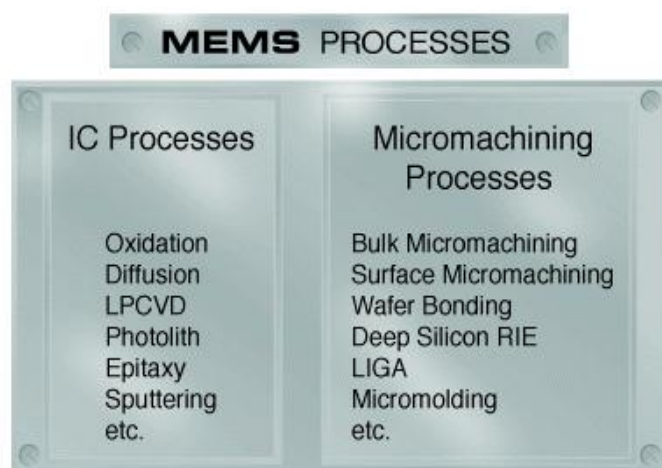 MEMS PROCESSES
IC Processes
Oxidation
Diffusion
LPCVD
Photolith
Epitaxy
Sputtering
etc.
Micromachining
Processes
Bulk Micromachining
Surface Micromachining
Wafer Bonding
Deep Silicon RIE
LIGA
Micromolding
etc.